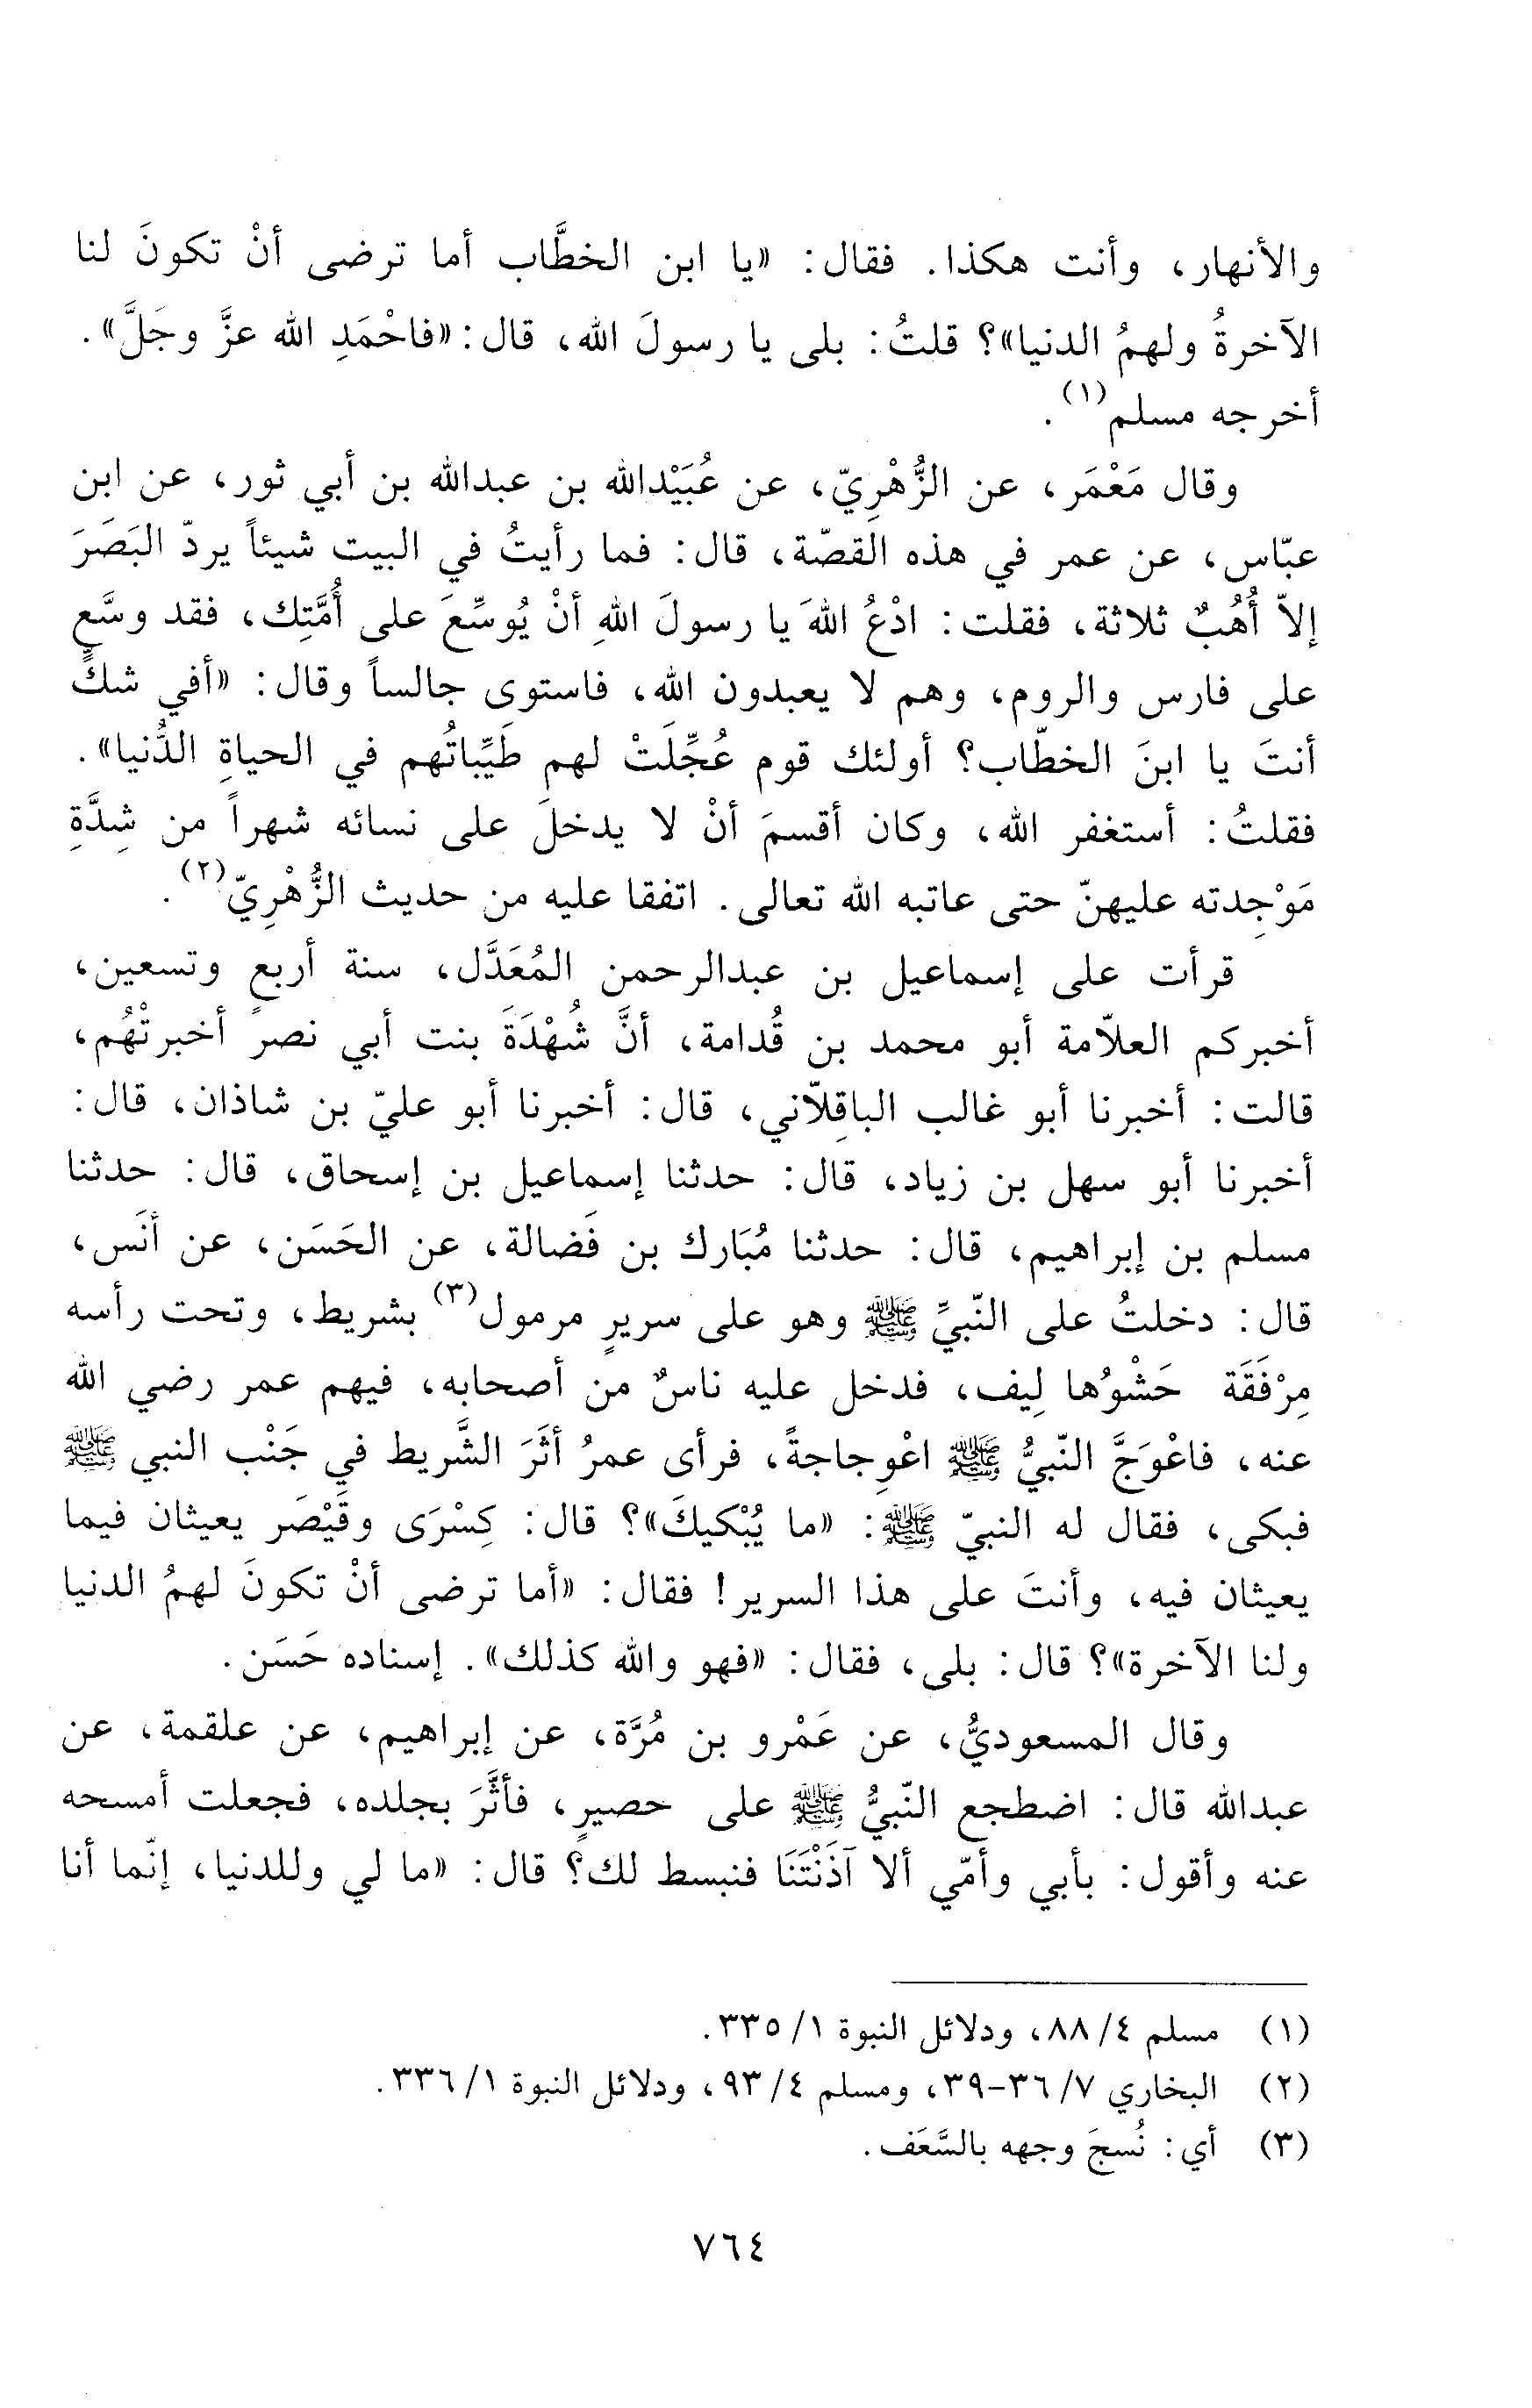 والأنهار، وأنت هكذا. فقال: «يا ابن الخطَّاب أما ترضى أنْ تكونَ لنا
الآخرةُ ولهمُ الدنيا»؟ قلتُ: بلى يا رسولَ الله، قال: «فاحْمَدِ الله عزَّ وجَلَّ».
أخرجه مسلم(١).
وقال مَعْمَر، عن الزُّهْرِيّ، عن عُبَيْدالله بن عبدالله بن أبي ثور، عن ابن
عبّاس، عن عمر في هذه القصّة، قال: فما رأيتُ في البيت شيئاً يردّ البَصَرَ
إلاّ أُهُبٌ ثلاثة، فقلت: ادْعُ اللهَ يا رسولَ اللهِ أنْ يُوسِّعَ على أُمَّتِك، فقد وسَّع
على فارس والروم، وهم لا يعبدون الله، فاستوى جالساً وقال: «أفي شكٍّ
أنتَ يا ابنَ الخطّاب؟ أولئك قوم عُجِّلَتْ لهم طَيِّباتُهم في الحياةِ الدُّنيا».
فقلتُ: أستغفر الله، وكان أقسمَ أنْ لا يدخلَ على نسائه شهراً من شِدَّةِ
مَوْجِدته عليهنّ حتى عاتبه الله تعالى. اتفقا عليه من حديث الزُّهْرِيّ(٢).
قرأت على إسماعيل بن عبدالرحمن المُعَدَّل، سنة أربعٍ وتسعين،
أخبركم العلاّمة أبو محمد بن قُدامة، أنَّ شُهْدَةَ بنت أبي نصر أخبرتْهُم،
قالت: أخبرنا أبو غالب الباقِلاّني، قال: أخبرنا أبو عليّ بن شاذان، قال:
أخبرنا أبو سهل بن زياد، قال: حدثنا إسماعيل بن إسحاق، قال: حدثنا
مسلم بن إبراهيم، قال: حدثنا مُبَارك بن فَضالة، عن الحَسَن، عن أنَس،
قال: دخلتُ على النّبيِّ ﷺ وهو على سريرٍ مرمول(٣) بشريط، وتحت رأسه
مِرْفَقَة حَشْوُها لِيف، فدخل عليه ناسٌ من أصحابه، فيهم عمر رضي الله
عنه، فاعْوَجَّ النّبيُّ ﷺ اعْوِجاجةً، فرأى عمرُ أثَرَ الشَّريط في جَنْب النبي ﷺ
فبكى، فقال له النبيّ ﷺ: «ما يُبْكيكَ»؟ قال: كِسْرَى وقَيْصَر يعيثان فيما
يعيثان فيه، وأنتَ على هذا السرير! فقال: «أما ترضى أنْ تكونَ لهمُ الدنيا
ولنا الآخرة»؟ قال: بلى، فقال: «فهو والله كذلك». إسناده حَسَن.
وقال المسعوديُّ، عن عَمْرو بن مُرَّة، عن إبراهيم، عن علقمة، عن
عبدالله قال: اضطجع النّبيُّ ﷺ على حصيرٍ، فأثَّرَ بجلده، فجعلت أمسحه
عنه وأقول: بأبي وأمّي ألا آذَنْتَنَا فنبسط لك؟ قال: «ما لي وللدنيا، إنّما أنا
(١) مسلم ٤/ ٨٨، ودلائل النبوة ١/ ٣٣٥.
(٢) البخاري ٧/ ٣٦-٣٩، ومسلم ٤/ ٩٣، ودلائل النبوة ١/ ٣٣٦.
(٣) أي: نُسجَ وجهه بالسَّعَف.
٧٦٤